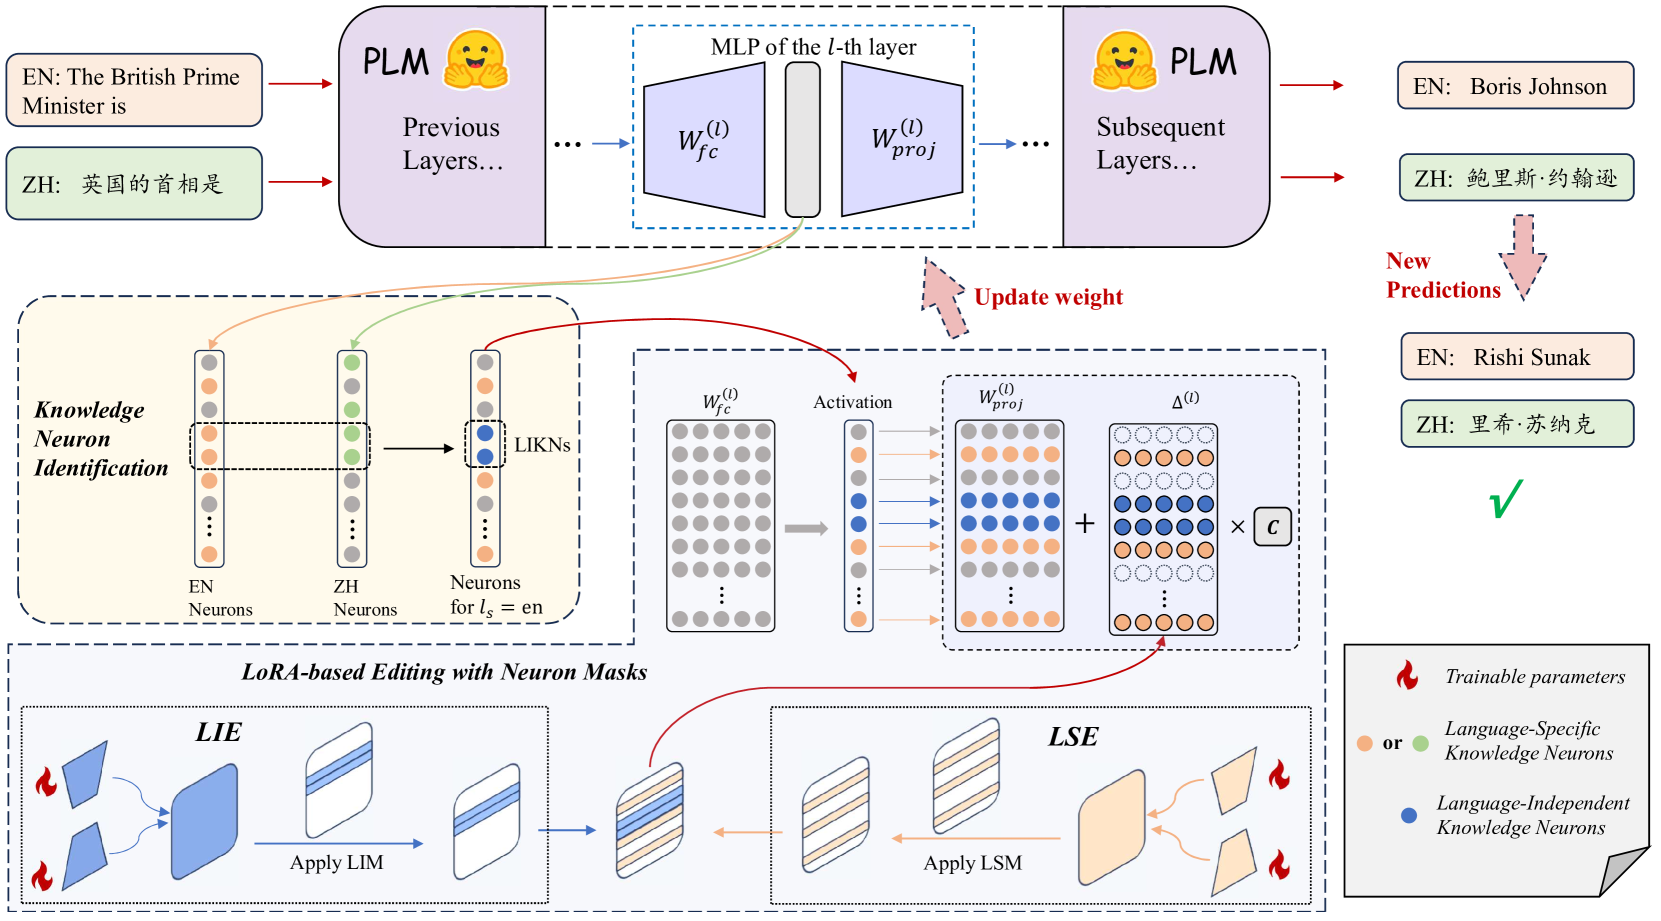 EN: The British Prime
Minister is
ZH: 英国的首相是
PLM
Previous
Layers…
...
MLP of the l-th layer
W_{fc}^{(l)}
W_{proj}^{(l)}
...
PLM
Subsequent
Layers…
EN: Boris Johnson
ZH: 鲍里斯·约翰逊
New
Predictions
EN: Rishi Sunak
ZH: 里希·苏纳克
√
Update weight
Knowledge
Neuron
Identification
LIKNs
EN
Neurons
ZH
Neurons
Neurons
for l_s = en
W_{fc}^{(l)}
Activation
W_{proj}^{(l)}
Δ^{(l)}
+
× C
LoRA-based Editing with Neuron Masks
LIE
Apply LIM
LSE
Apply LSM
Trainable parameters
or
Language-Specific
Knowledge Neurons
Language-Independent
Knowledge Neurons